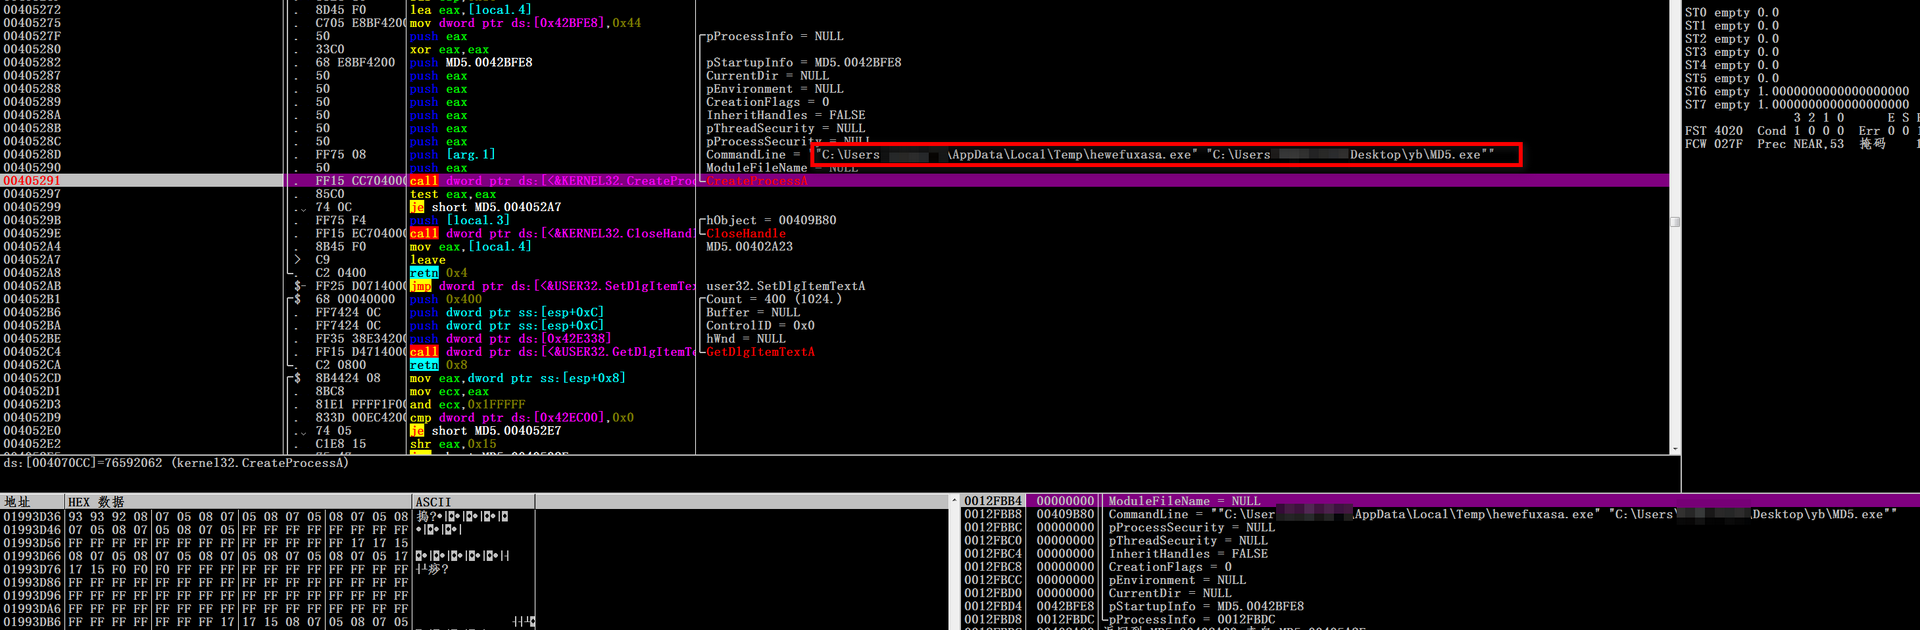 00405272 . 8D45 F0 lea eax,[local.4]
00405275 . C705 E8BF4200 mov dword ptr ds:[0x42BFE8],0x44
0040527F . 50 push eax ┌pProcessInfo = NULL
00405280 . 33C0 xor eax,eax
00405282 . 68 E8BF4200 push MD5.0042BFE8 pStartupInfo = MD5.0042BFE8
00405287 . 50 push eax CurrentDir = NULL
00405288 . 50 push eax pEnvironment = NULL
00405289 . 50 push eax CreationFlags = 0
0040528A . 50 push eax InheritHandles = FALSE
0040528B . 50 push eax pThreadSecurity = NULL
0040528C . 50 push eax pProcessSecurity = NULL
0040528D . FF75 08 push [arg.1] CommandLine = ""C:\Users \AppData\Local\Temp\hewefuxasa.exe" "C:\Users Desktop\yb\MD5.exe""
00405290 . 50 push eax ModuleFileName = NULL
00405291 . FF15 CC704000 call dword ptr ds:[<&KERNEL32.CreateProc └CreateProcessA
00405297 . 85C0 test eax,eax
00405299 . 74 0C je short MD5.004052A7
0040529B . FF75 F4 push [local.3] ┌hObject = 00409B80
0040529E . FF15 EC704000 call dword ptr ds:[<&KERNEL32.CloseHandl └CloseHandle
004052A4 . 8B45 F0 mov eax,[local.4] MD5.00402A23
004052A7 > C9 leave
004052A8 . C2 0400 retn 0x4
004052AB $- FF25 D0714000 jmp dword ptr ds:[<&USER32.SetDlgItemTex user32.SetDlgItemTextA
004052B1 $ 68 00040000 push 0x400 ┌Count = 400 (1024.)
004052B6 . FF7424 0C push dword ptr ss:[esp+0xC] Buffer = NULL
004052BA . FF7424 0C push dword ptr ss:[esp+0xC] ControlID = 0x0
004052BE . FF35 38E34200 push dword ptr ds:[0x42E338] hWnd = NULL
004052C4 . FF15 D4714000 call dword ptr ds:[<&USER32.GetDlgItemTe └GetDlgItemTextA
004052CA . C2 0800 retn 0x8
004052CD $ 8B4424 08 mov eax,dword ptr ss:[esp+0x8]
004052D1 . 8BC8 mov ecx,eax
004052D3 . 81E1 FFFF1F00 and ecx,0x1FFFFF
004052D9 . 833D 00EC4200 cmp dword ptr ds:[0x42EC00],0x0
004052E0 . 74 05 je short MD5.004052E7
004052E2 . C1E8 15 shr eax,0x15
ds:[004070CC]=76592062 (kernel32.CreateProcessA)
ST0 empty 0.0
ST1 empty 0.0
ST2 empty 0.0
ST3 empty 0.0
ST4 empty 0.0
ST5 empty 0.0
ST6 empty 1.0000000000000000000
ST7 empty 1.0000000000000000000
3 2 1 0 E S
FST 4020 Cond 1 0 0 0 Err 0 0 1
FCW 027F Prec NEAR,53 掩码 1
地址 HEX 数据 ASCII
01993D36 93 93 92 08 07 05 08 07 05 08 07 05 08 07 05 08
01993D46 07 05 08 07 05 08 07 05 FF FF FF FF FF FF FF FF
01993D56 FF FF FF FF FF FF FF FF FF FF FF FF FF 17 17 15
01993D66 08 07 05 08 07 05 08 07 05 08 07 05 08 07 05 17
01993D76 17 15 F0 F0 F0 FF FF FF FF FF FF FF FF FF FF FF
01993D86 FF FF FF FF FF FF FF FF FF FF FF FF FF FF FF FF
01993D96 FF FF FF FF FF FF FF FF FF FF FF FF FF FF FF FF
01993DA6 FF FF FF FF FF FF FF FF FF FF FF FF FF FF FF FF
01993DB6 FF FF FF FF FF FF 17 17 15 08 07 05 08 07 05
0012FBB4 00000000 ModuleFileName = NULL
0012FBB8 00409B80 CommandLine = ""C:\User \AppData\Local\Temp\hewefuxasa.exe" "C:\Users \Desktop\yb\MD5.exe""
0012FBBC 00000000 pProcessSecurity = NULL
0012FBC0 00000000 pThreadSecurity = NULL
0012FBC4 00000000 InheritHandles = FALSE
0012FBC8 00000000 CreationFlags = 0
0012FBCC 00000000 pEnvironment = NULL
0012FBD0 00000000 CurrentDir = NULL
0012FBD4 0042BFE8 pStartupInfo = MD5.0042BFE8
0012FBD8 0012FBDC └pProcessInfo = 0012FBDC